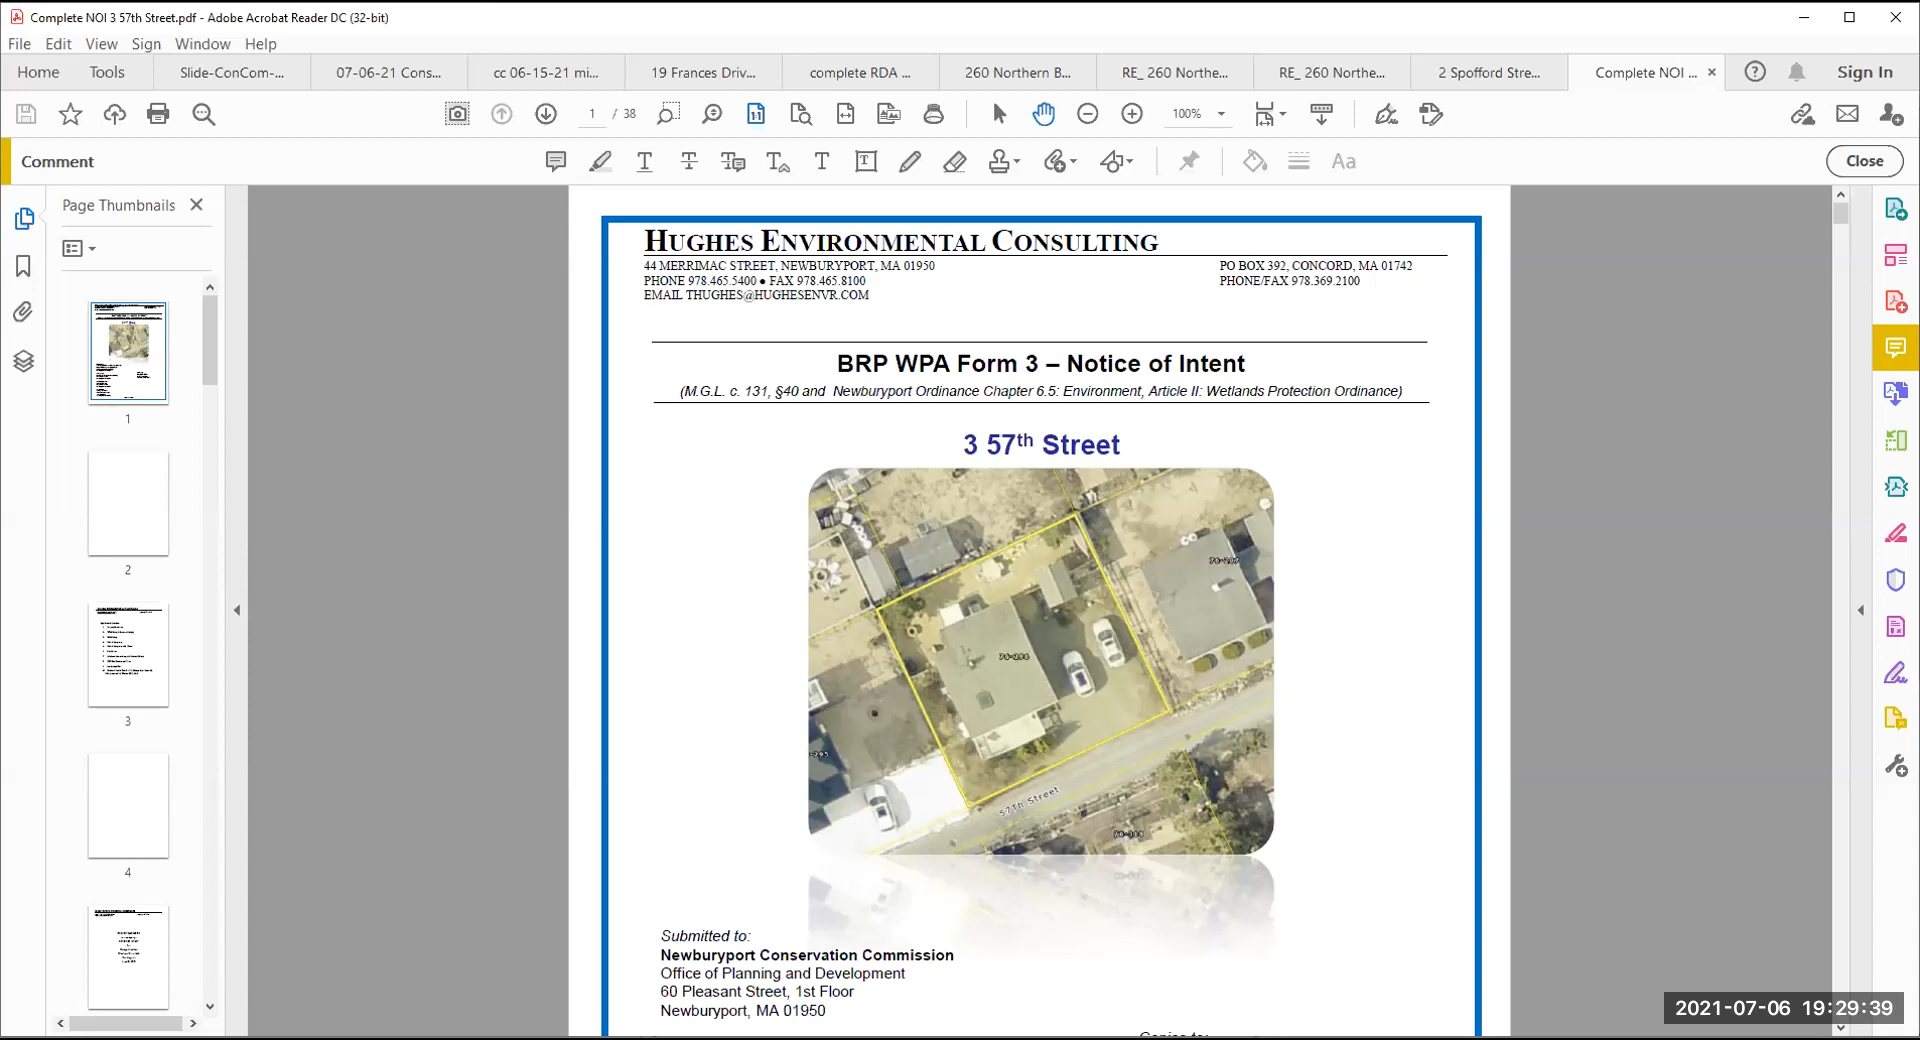 Complete NOI 3 57th Street.pdf - Adobe Acrobat Reader DC (32-bit)
File Edit View Sign Window Help
Home Tools Slide-ConCom-... 07-06-21 Cons... cc 06-15-21 mi... 19 Frances Driv... complete RDA ... 260 Northern B... RE_ 260 Northe... RE_ 260 Northe... 2 Spofford Stre... Complete NOI ... Sign In
1 / 38 100%
Comment Close
Page Thumbnails
1
2
3
4
HUGHES ENVIRONMENTAL CONSULTING
44 MERRIMAC STREET, NEWBURYPORT, MA 01950 PO BOX 392, CONCORD, MA 01742
PHONE 978.465.5400 ● FAX 978.465.8100 PHONE/FAX 978.369.2100
EMAIL THUGHES@HUGHESENVR.COM
BRP WPA Form 3 – Notice of Intent
(M.G.L. c. 131, §40 and Newburyport Ordinance Chapter 6.5: Environment, Article II: Wetlands Protection Ordinance)
3 57th Street
76-296
57Th Street
Submitted to:
Newburyport Conservation Commission
Office of Planning and Development
60 Pleasant Street, 1st Floor
Newburyport, MA 01950
Copies to:
2021-07-06 19:29:39